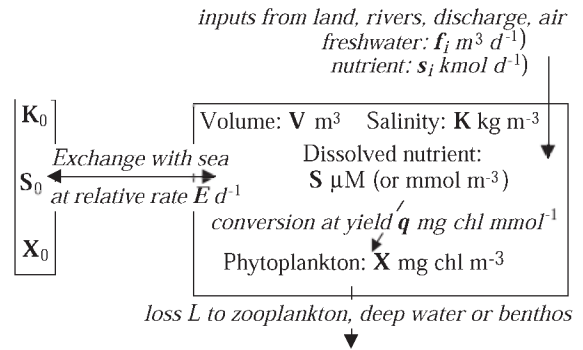 inputs from land, rivers, discharge, air
freshwater: fᵢ m³ d⁻¹)
nutrient: sᵢ kmol d⁻¹)
K₀
S₀
X₀
Exchange with sea
at relative rate E d⁻¹
Volume: V m³ Salinity: K kg m⁻³
Dissolved nutrient:
S µM (or mmol m⁻³)
conversion at yield q mg chl mmol⁻¹
Phytoplankton: X mg chl m⁻³
loss L to zooplankton, deep water or benthos